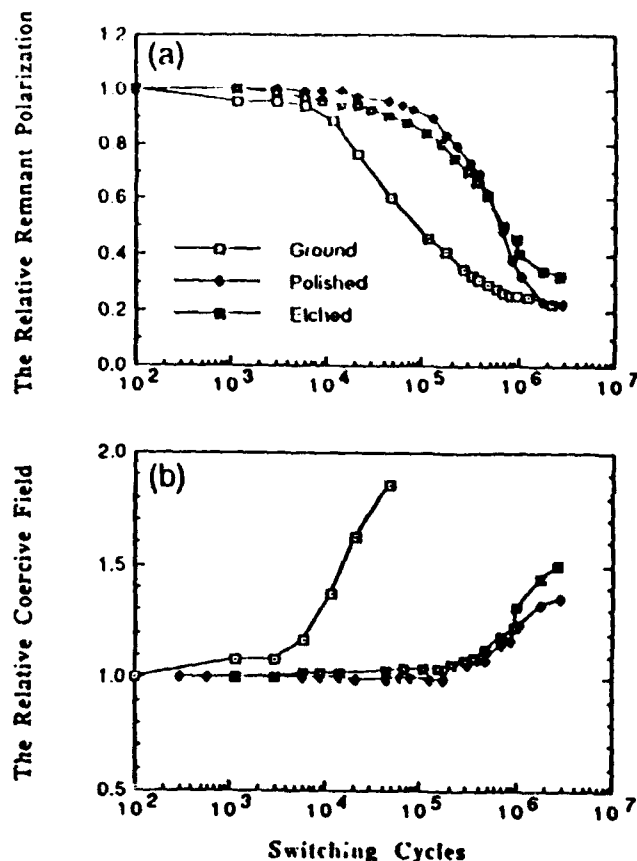 The Relative Remnant Polarization
(a)
1.2
1.0
0.8
0.6
0.4
0.2
0.0
Ground
Polished
Etched
10² 10³ 10⁴ 10⁵ 10⁶ 10⁷
The Relative Coercive Field
(b)
2.0
1.5
1.0
0.5
10² 10³ 10⁴ 10⁵ 10⁶ 10⁷
Switching Cycles